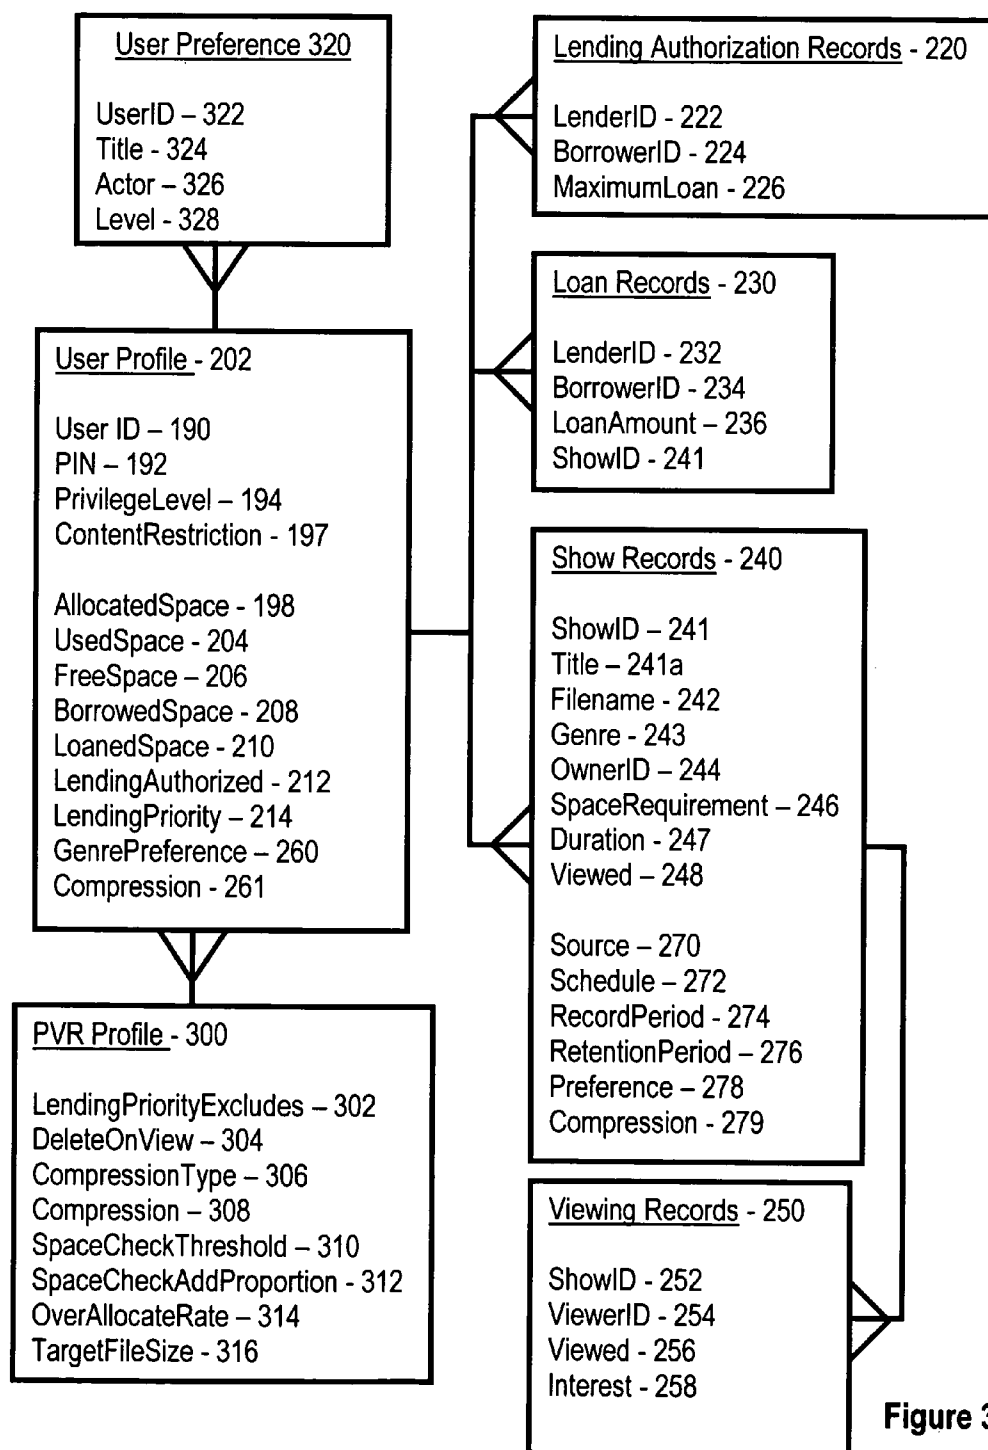 User Preference 320
UserID – 322
Title - 324
Actor – 326
Level - 328
User Profile - 202
User ID – 190
PIN – 192
PrivilegeLevel – 194
ContentRestriction - 197
AllocatedSpace - 198
UsedSpace - 204
FreeSpace – 206
BorrowedSpace - 208
LoanedSpace - 210
LendingAuthorized - 212
LendingPriority - 214
GenrePreference – 260
Compression - 261
PVR Profile - 300
LendingPriorityExcludes – 302
DeleteOnView – 304
CompressionType – 306
Compression – 308
SpaceCheckThreshold – 310
SpaceCheckAddProportion - 312
OverAllocateRate – 314
TargetFileSize - 316
Lending Authorization Records - 220
LenderID - 222
BorrowerID - 224
MaximumLoan - 226
Loan Records - 230
LenderID - 232
BorrowerID - 234
LoanAmount – 236
ShowID - 241
Show Records - 240
ShowID – 241
Title – 241a
Filename - 242
Genre - 243
OwnerID - 244
SpaceRequirement – 246
Duration - 247
Viewed – 248
Source – 270
Schedule – 272
RecordPeriod - 274
RetentionPeriod – 276
Preference – 278
Compression - 279
Viewing Records - 250
ShowID - 252
ViewerID - 254
Viewed - 256
Interest - 258
Figure 3